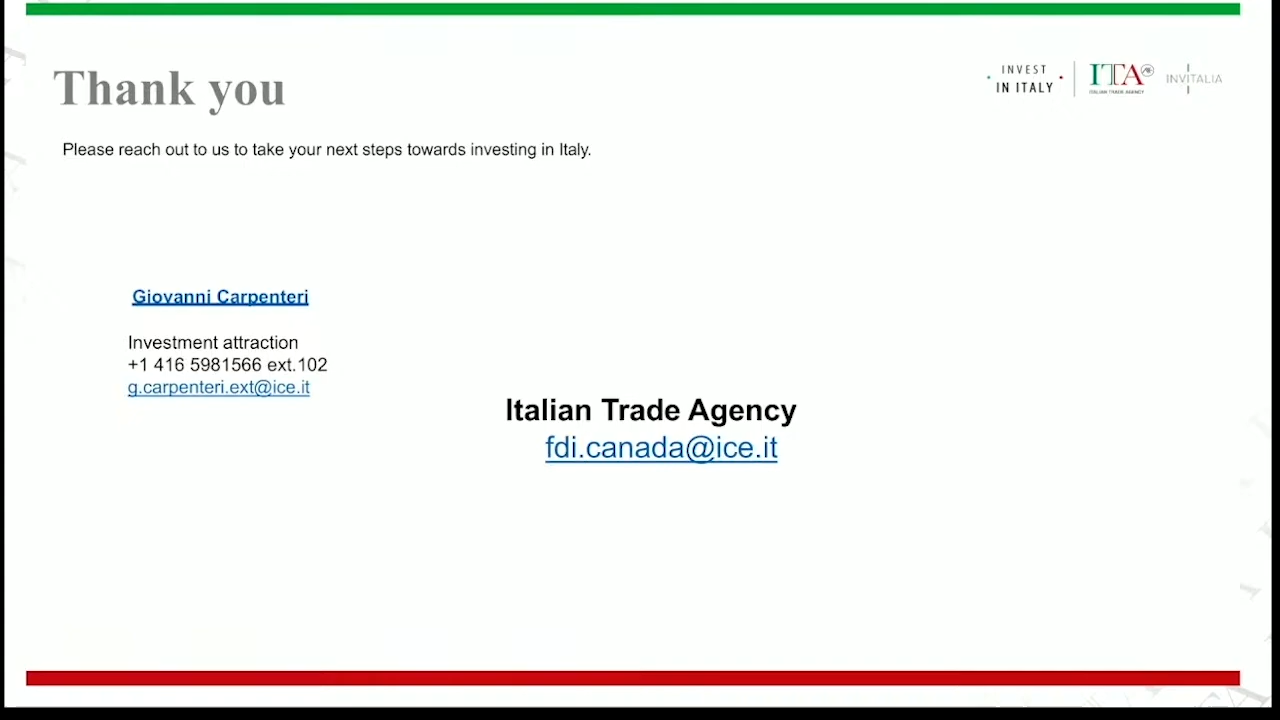 Thank you
INVEST
IN ITALY
ITA
ITALIAN TRADE AGENCY
INVITALIA
Please reach out to us to take your next steps towards investing in Italy.
Giovanni Carpenteri
Investment attraction
+1 416 5981566 ext.102
g.carpenteri.ext@ice.it
Italian Trade Agency
fdi.canada@ice.it